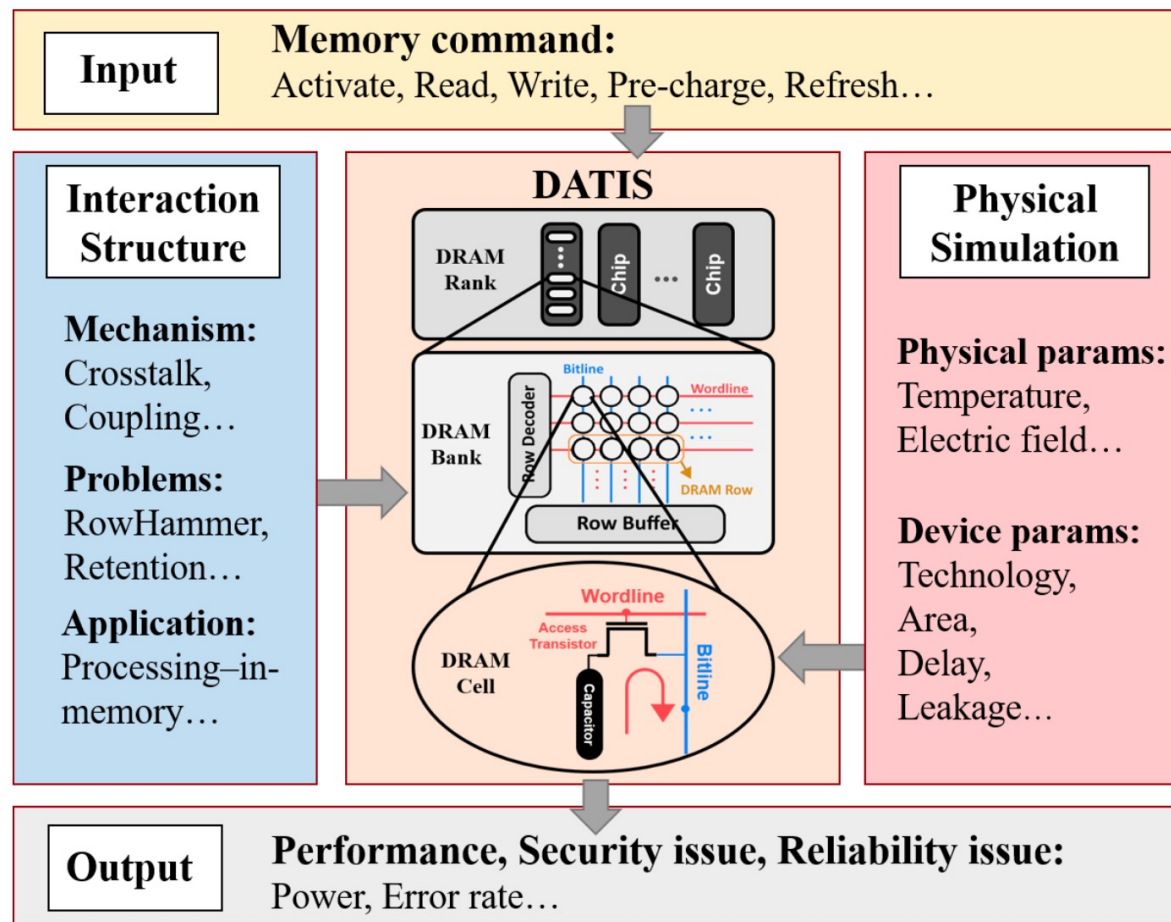 Input
Memory command:
Activate, Read, Write, Pre-charge, Refresh…
Interaction
Structure
Mechanism:
Crosstalk,
Coupling…
Problems:
RowHammer,
Retention…
Application:
Processing–in-
memory…
DATIS
DRAM
Rank
Chip
...
Chip
DRAM
Bank
Row Decoder
Bitline
Wordline
DRAM Row
Row Buffer
DRAM
Cell
Wordline
Access
Transistor
Capacitor
Bitline
Physical
Simulation
Physical params:
Temperature,
Electric field…
Device params:
Technology,
Area,
Delay,
Leakage…
Output
Performance, Security issue, Reliability issue:
Power, Error rate…